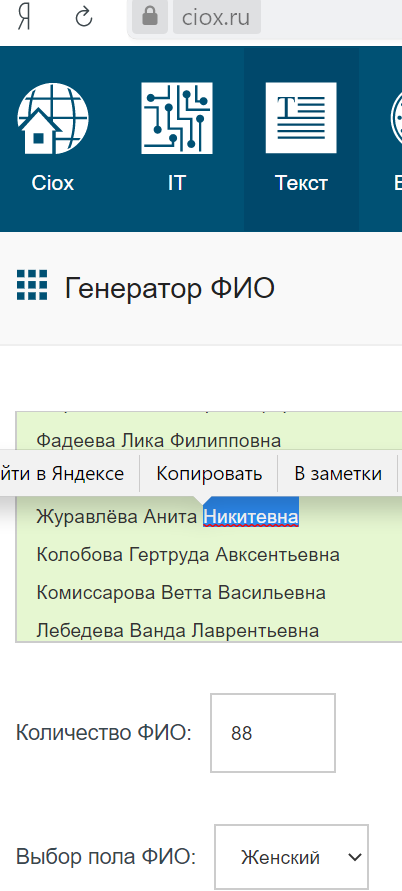 Я ciox.ru
Ciox IT Текст
Генератор ФИО
Фадеева Лика Филипповна
йти в Яндексе Копировать В заметки
Журавлёва Анита Никитевна
Колобова Гертруда Авксентьевна
Комиссарова Ветта Васильевна
Лебедева Ванда Лаврентьевна
Количество ФИО: 88
Выбор пола ФИО: Женский